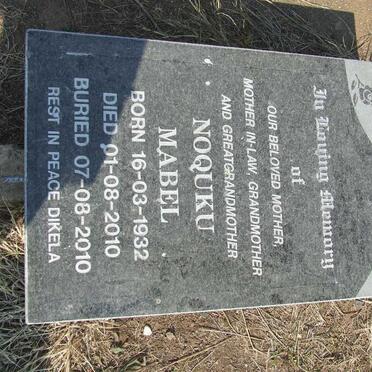 In Loving Memory
of
OUR BELOVED MOTHER,
MOTHER IN-LAW, GRANDMOTHER
AND GREATGRANDMOTHER
NOQUKU
MABEL
BORN 16-03-1932
DIED 01-08-2010
BURIED 07-08-2010
REST IN PEACE DIKELA